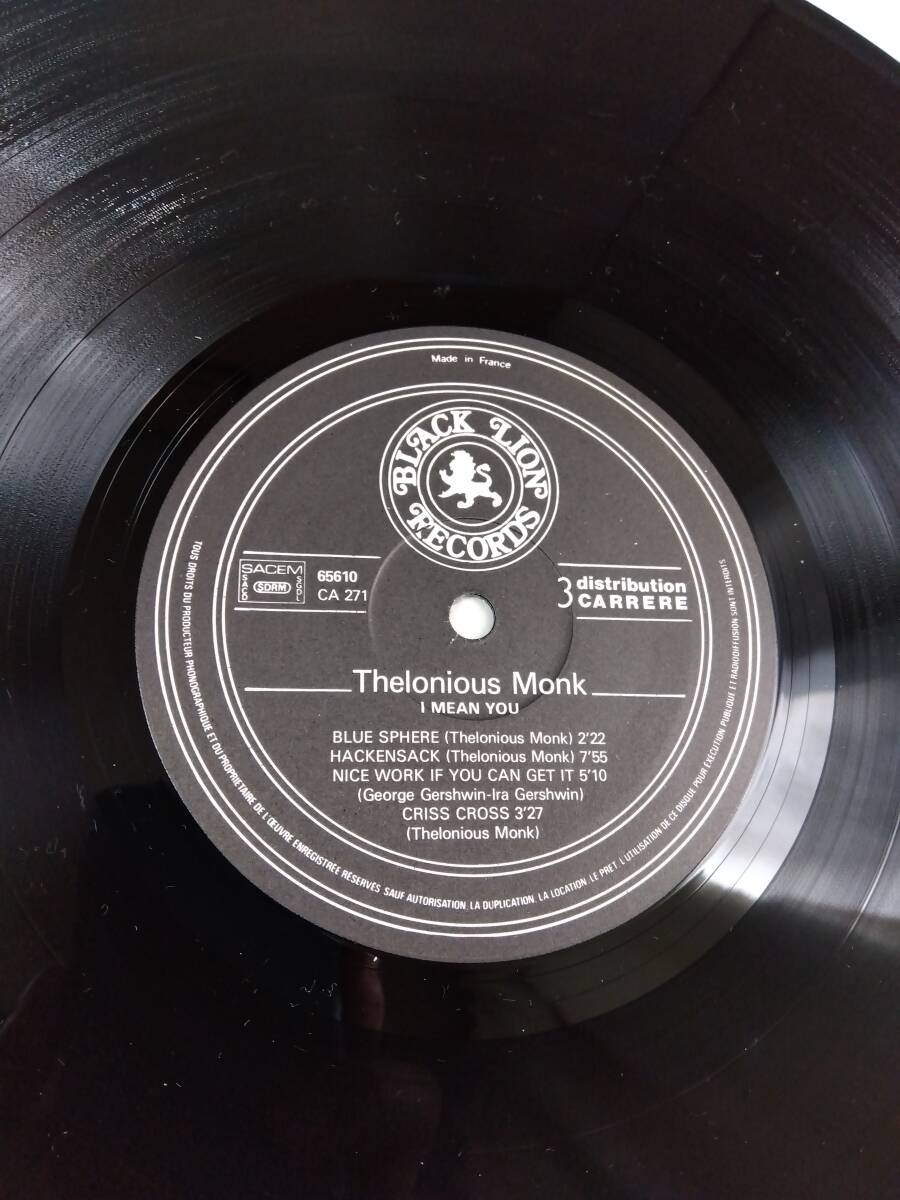 Made in France
BLACK LION RECORDS
SACEM
SACD
SDRM
SGDL
65610
CA 271
3
distribution
CARRERE
Thelonious Monk
I MEAN YOU
BLUE SPHERE (Thelonious Monk) 2'22
HACKENSACK (Thelonious Monk) 7'55
NICE WORK IF YOU CAN GET IT 5'10
(George Gershwin-Ira Gershwin)
CRISS CROSS 3'27
(Thelonious Monk)
TOUS DROITS DU PRODUCTEUR PHONOGRAPHIQUE ET DU PROPRIETAIRE DE L'ŒUVRE ENREGISTREE RÉSERVÉS SAUF AUTORISATION, LA DUPLICATION, LA LOCATION, LE PRET, L'UTILISATION DE CE DISQUE POUR EXECUTION PUBLIQUE ET RADIODIFFUSION SONT INTERDITS